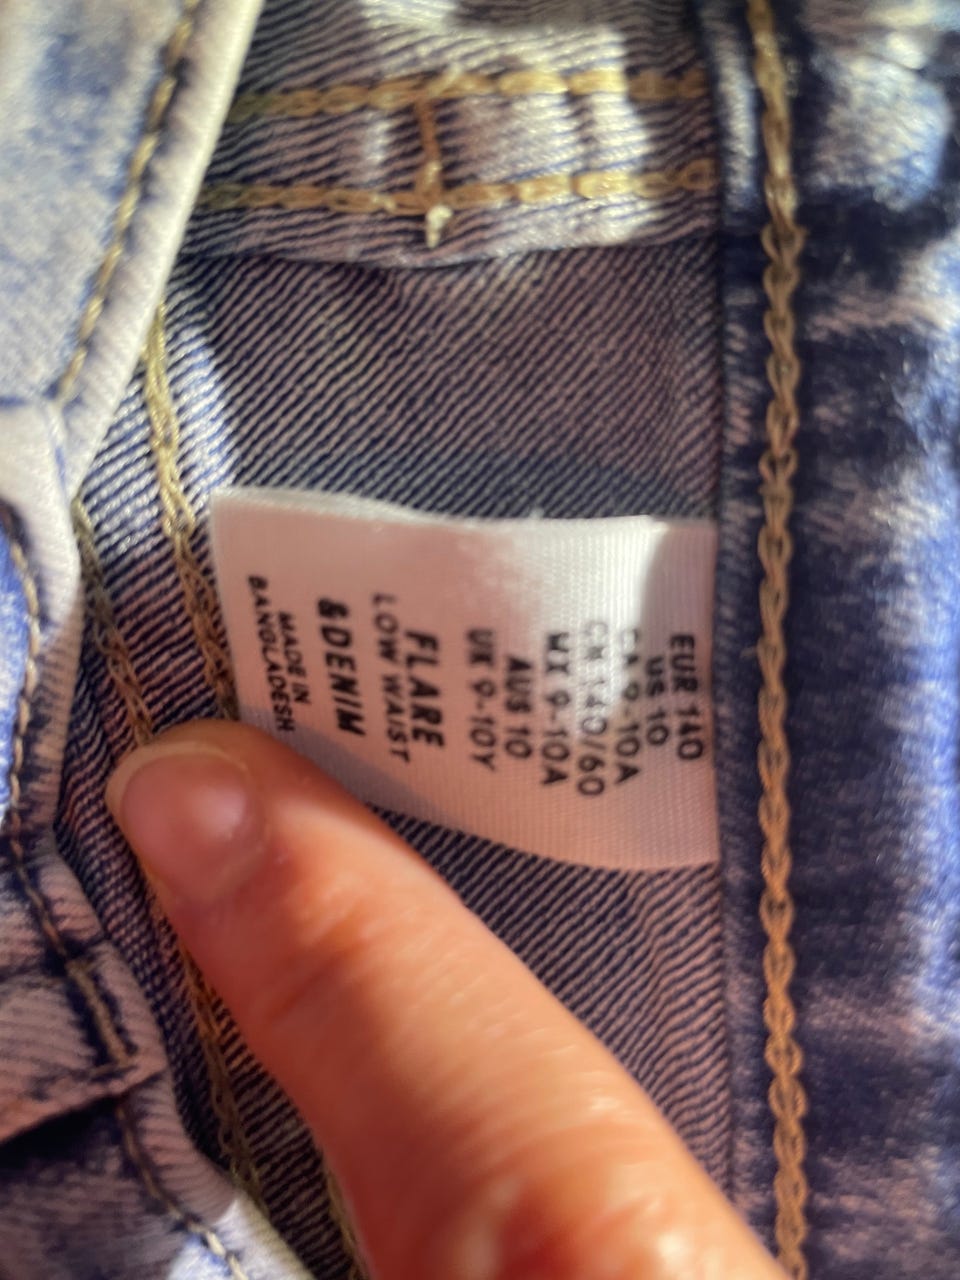 EUR 140
US 10
CA 9-10A
CN 140/60
MX 9-10A
AUS 10
UK 9-10Y
FLARE
LOW WAIST
&DENIM
MADE IN
BANGLADESH